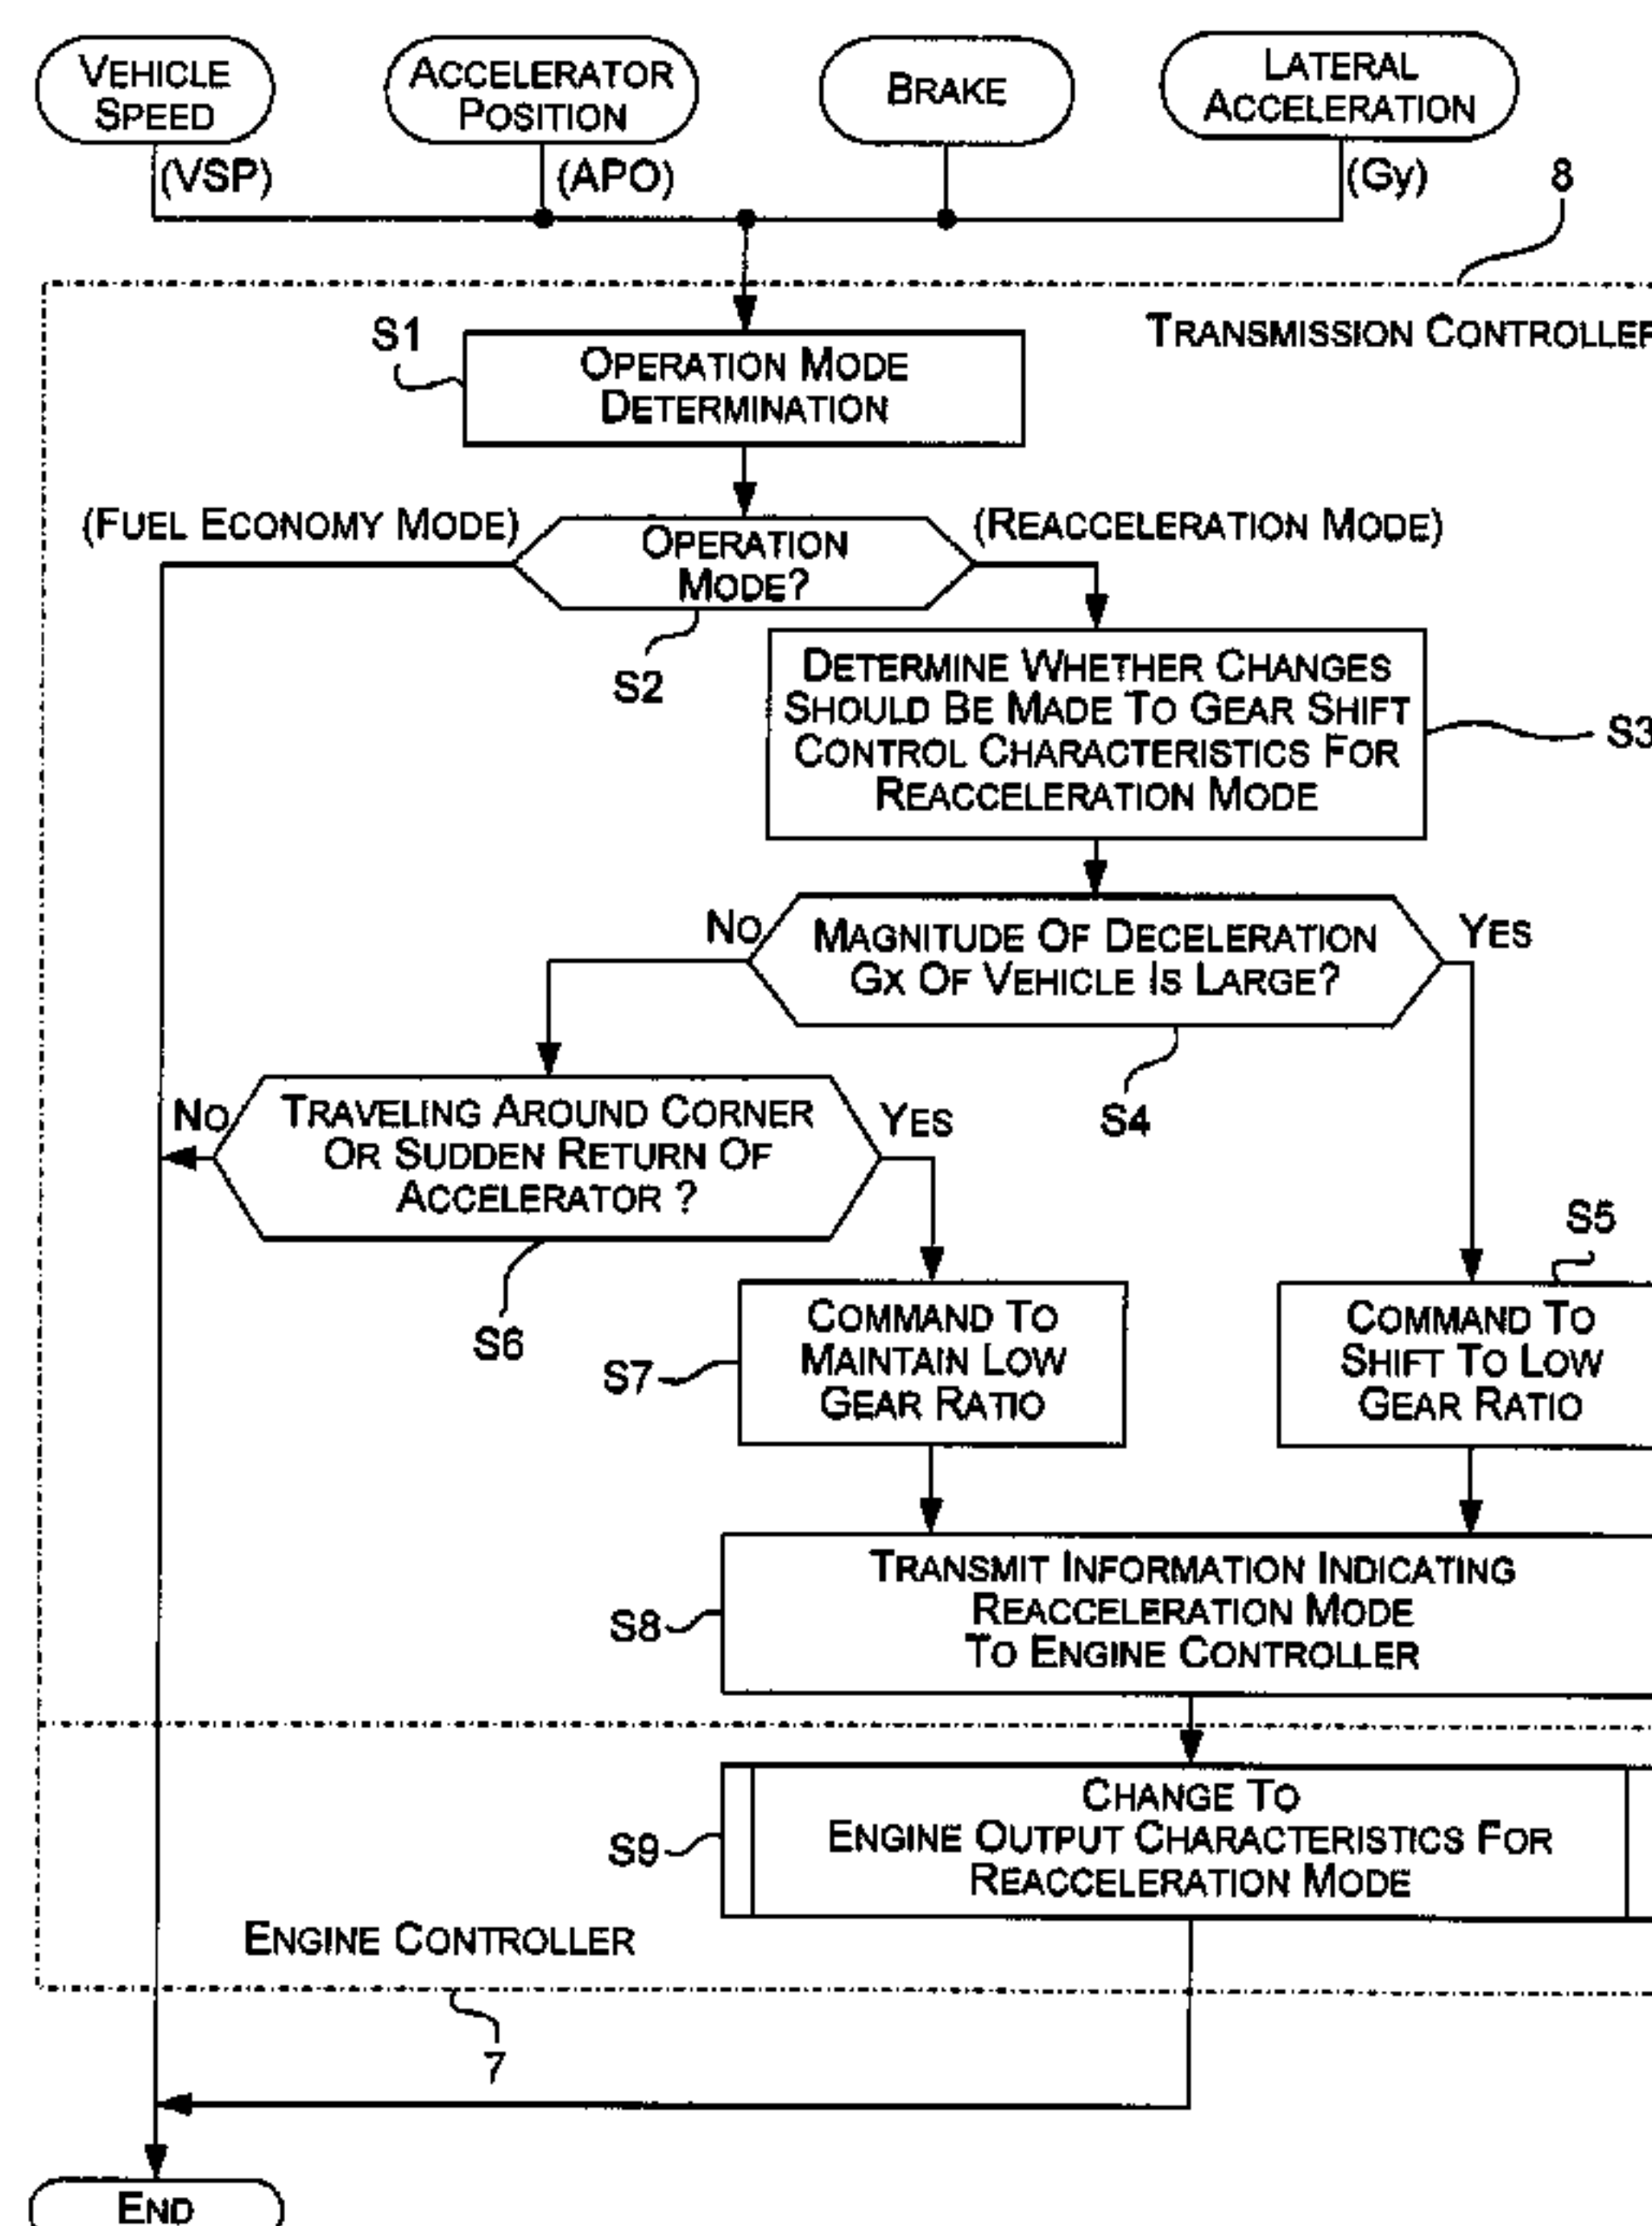 VEHICLE
SPEED
ACCELERATOR
POSITION
BRAKE
LATERAL
ACCELERATION
(VSP)
(APO)
(Gy)
8
TRANSMISSION CONTROLLER
S1
OPERATION MODE
DETERMINATION
(FUEL ECONOMY MODE)
OPERATION
MODE?
(REACCELERATION MODE)
S2
DETERMINE WHETHER CHANGES
SHOULD BE MADE TO GEAR SHIFT
CONTROL CHARACTERISTICS FOR
REACCELERATION MODE
S3
NO
MAGNITUDE OF DECELERATION
GX OF VEHICLE IS LARGE?
YES
S4
NO
TRAVELING AROUND CORNER
OR SUDDEN RETURN OF
ACCELERATOR ?
YES
S6
S5
S7
COMMAND TO
MAINTAIN LOW
GEAR RATIO
COMMAND TO
SHIFT TO LOW
GEAR RATIO
S8
TRANSMIT INFORMATION INDICATING
REACCELERATION MODE
TO ENGINE CONTROLLER
S9
CHANGE TO
ENGINE OUTPUT CHARACTERISTICS FOR
REACCELERATION MODE
ENGINE CONTROLLER
7
END